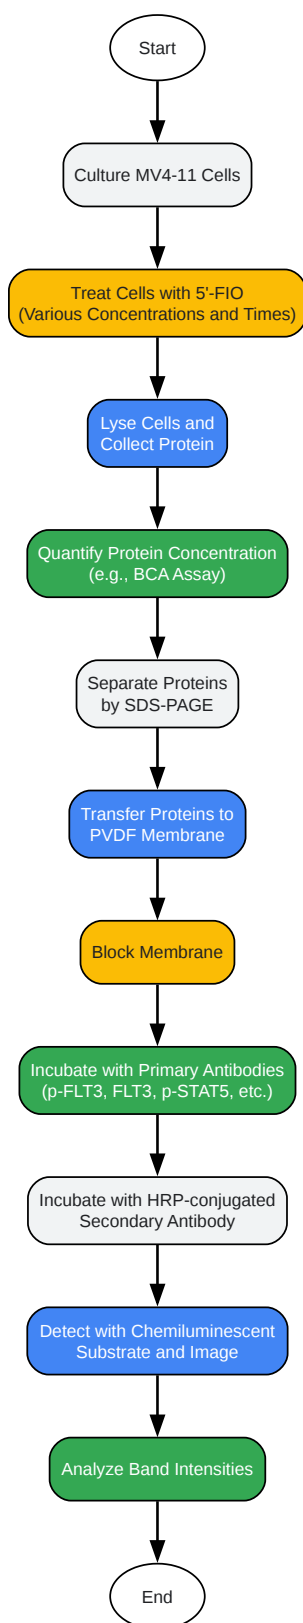 Start
Culture MV4-11 Cells
Treat Cells with 5'-FIO
(Various Concentrations and Times)
Lyse Cells and
Collect Protein
Quantify Protein Concentration
(e.g., BCA Assay)
Separate Proteins
by SDS-PAGE
Transfer Proteins to
PVDF Membrane
Block Membrane
Incubate with Primary Antibodies
(p-FLT3, FLT3, p-STAT5, etc.)
Incubate with HRP-conjugated
Secondary Antibody
Detect with Chemiluminescent
Substrate and Image
Analyze Band Intensities
End